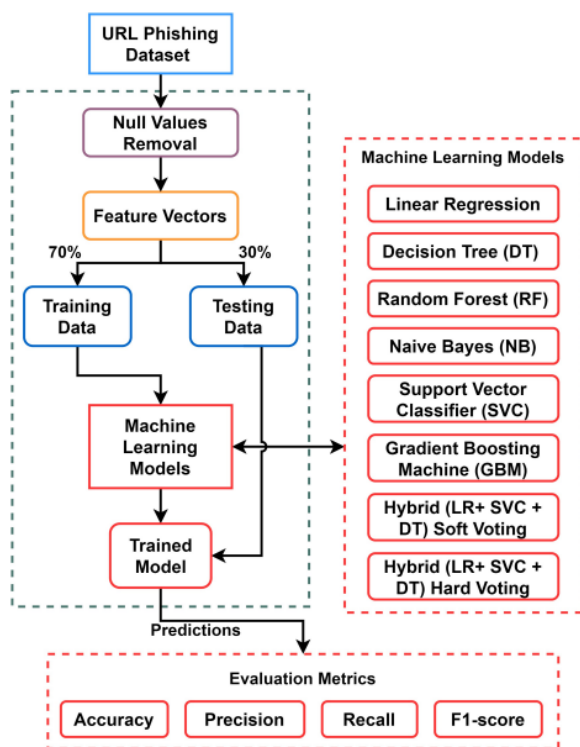 URL Phishing
Dataset
Null Values
Removal
Feature Vectors
70%
30%
Training
Data
Testing
Data
Machine
Learning
Models
Trained
Model
Predictions
Machine Learning Models
Linear Regression
Decision Tree (DT)
Random Forest (RF)
Naive Bayes (NB)
Support Vector
Classifier (SVC)
Gradient Boosting
Machine (GBM)
Hybrid (LR+ SVC +
DT) Soft Voting
Hybrid (LR+ SVC +
DT) Hard Voting
Evaluation Metrics
Accuracy
Precision
Recall
F1-score